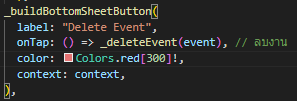 _buildBottomSheetButton(
  label: "Delete Event",
  onTap: () => _deleteEvent(event), // ลบงาน
  color: Colors.red[300]!,
  context: context,
),